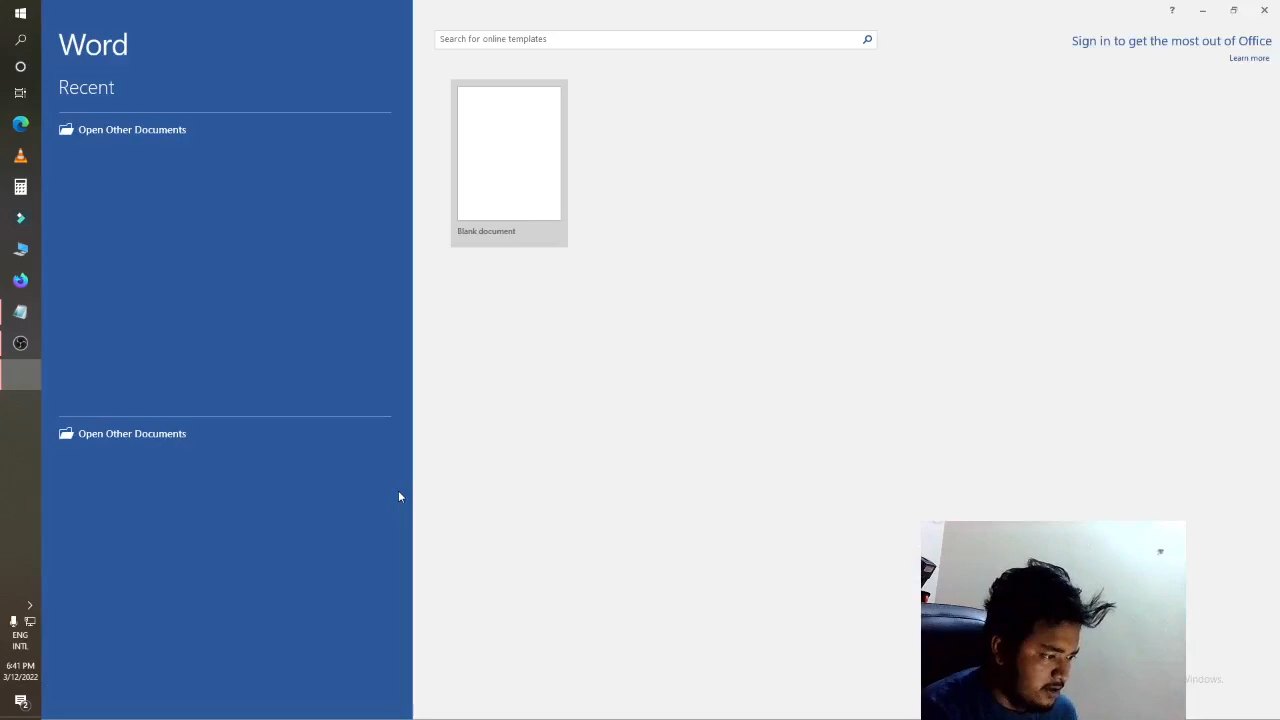 Word
Recent
Open Other Documents
Open Other Documents
Search for online templates
Blank document
?
Sign in to get the most out of Office
Learn more
ENG
INTL
6:41 PM
3/12/2022
2